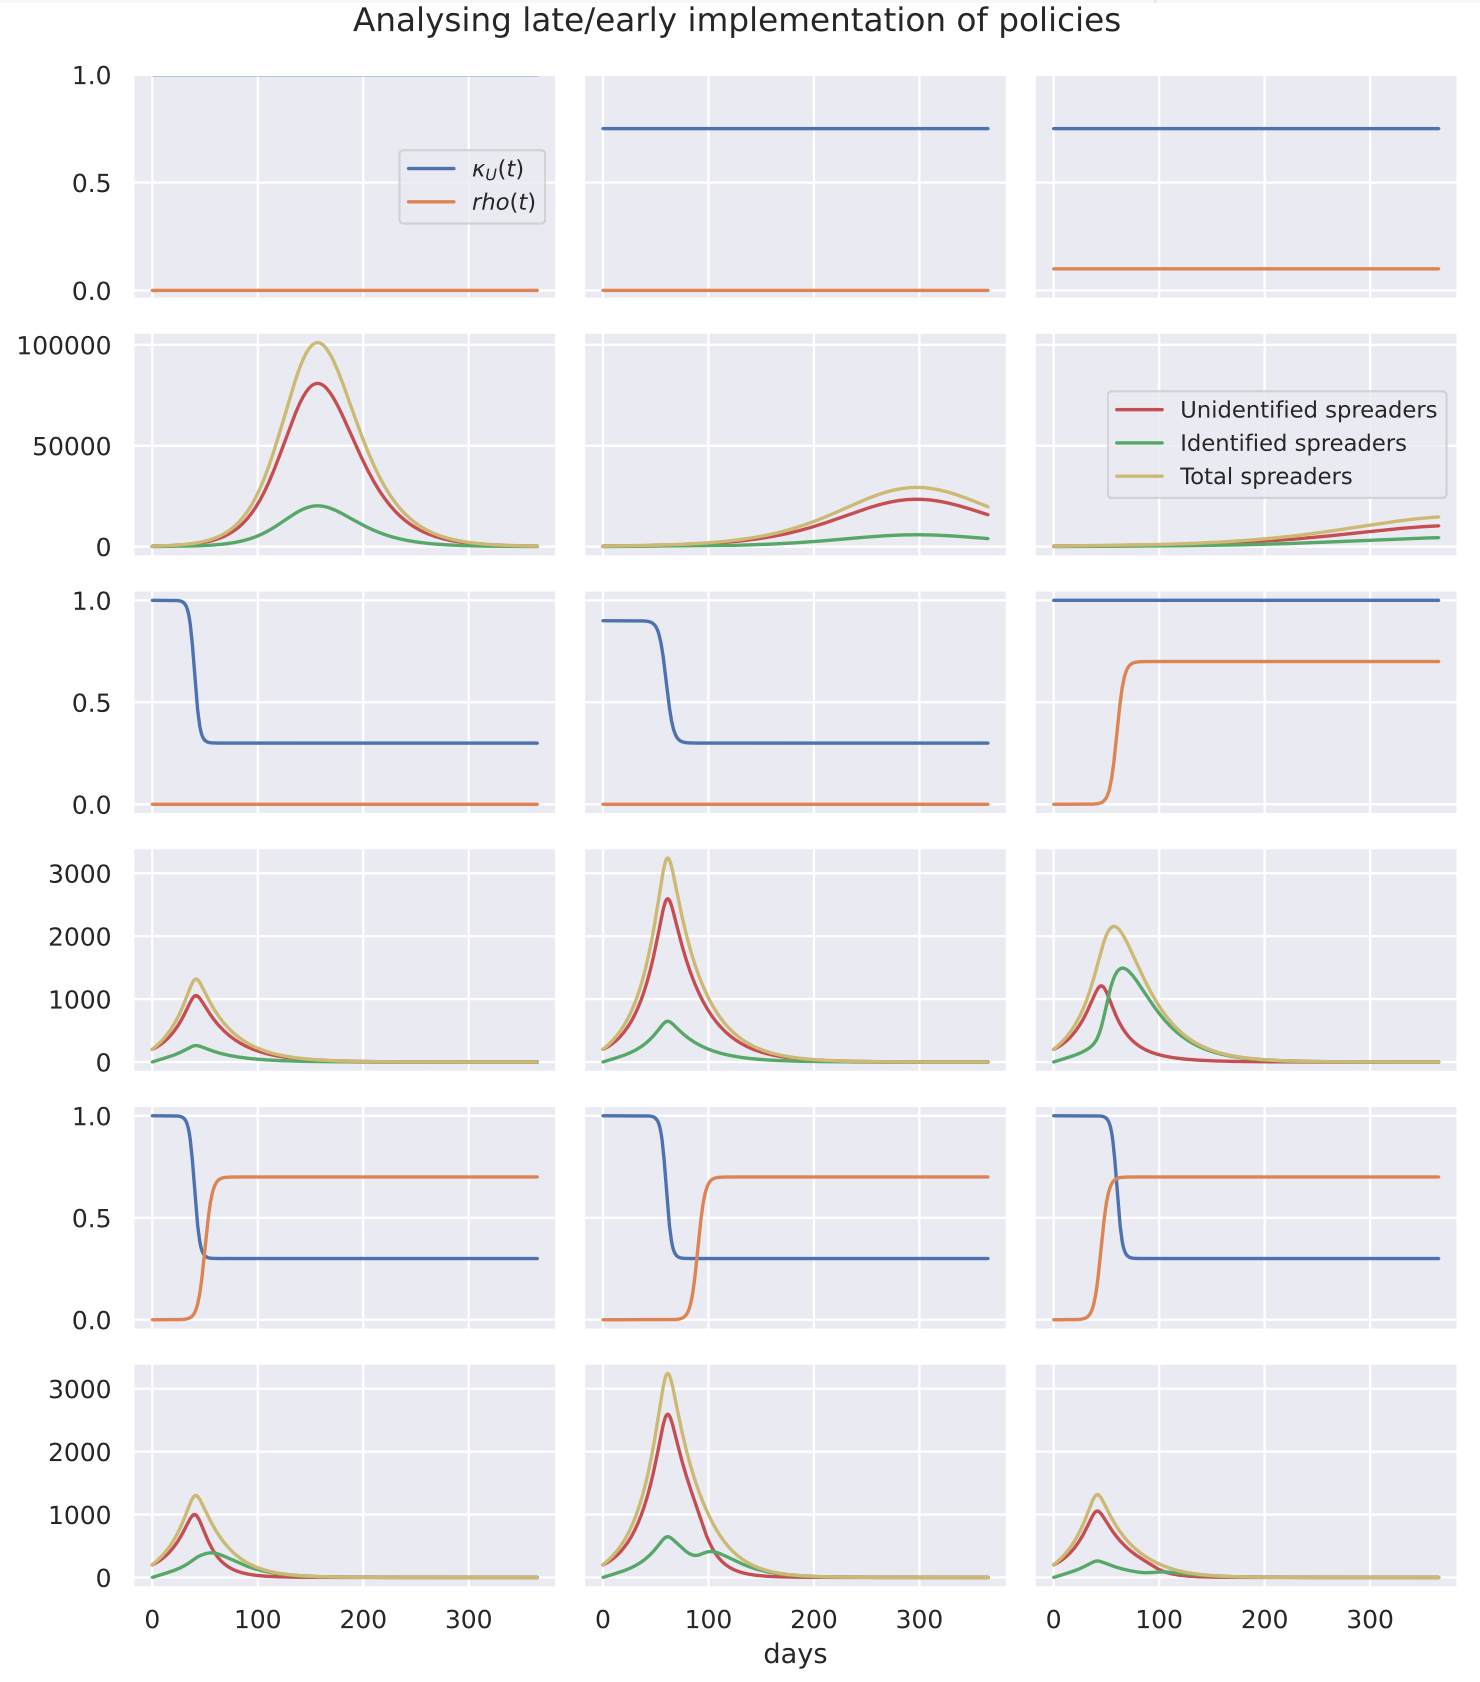 Analysing late/early implementation of policies
1.0
0.5
0.0
κU(t)
rho(t)
100000
50000
0
Unidentified spreaders
Identified spreaders
Total spreaders
1.0
0.5
0.0
3000
2000
1000
0
1.0
0.5
0.0
3000
2000
1000
0
0 100 200 300 0 100 200 300 0 100 200 300
days